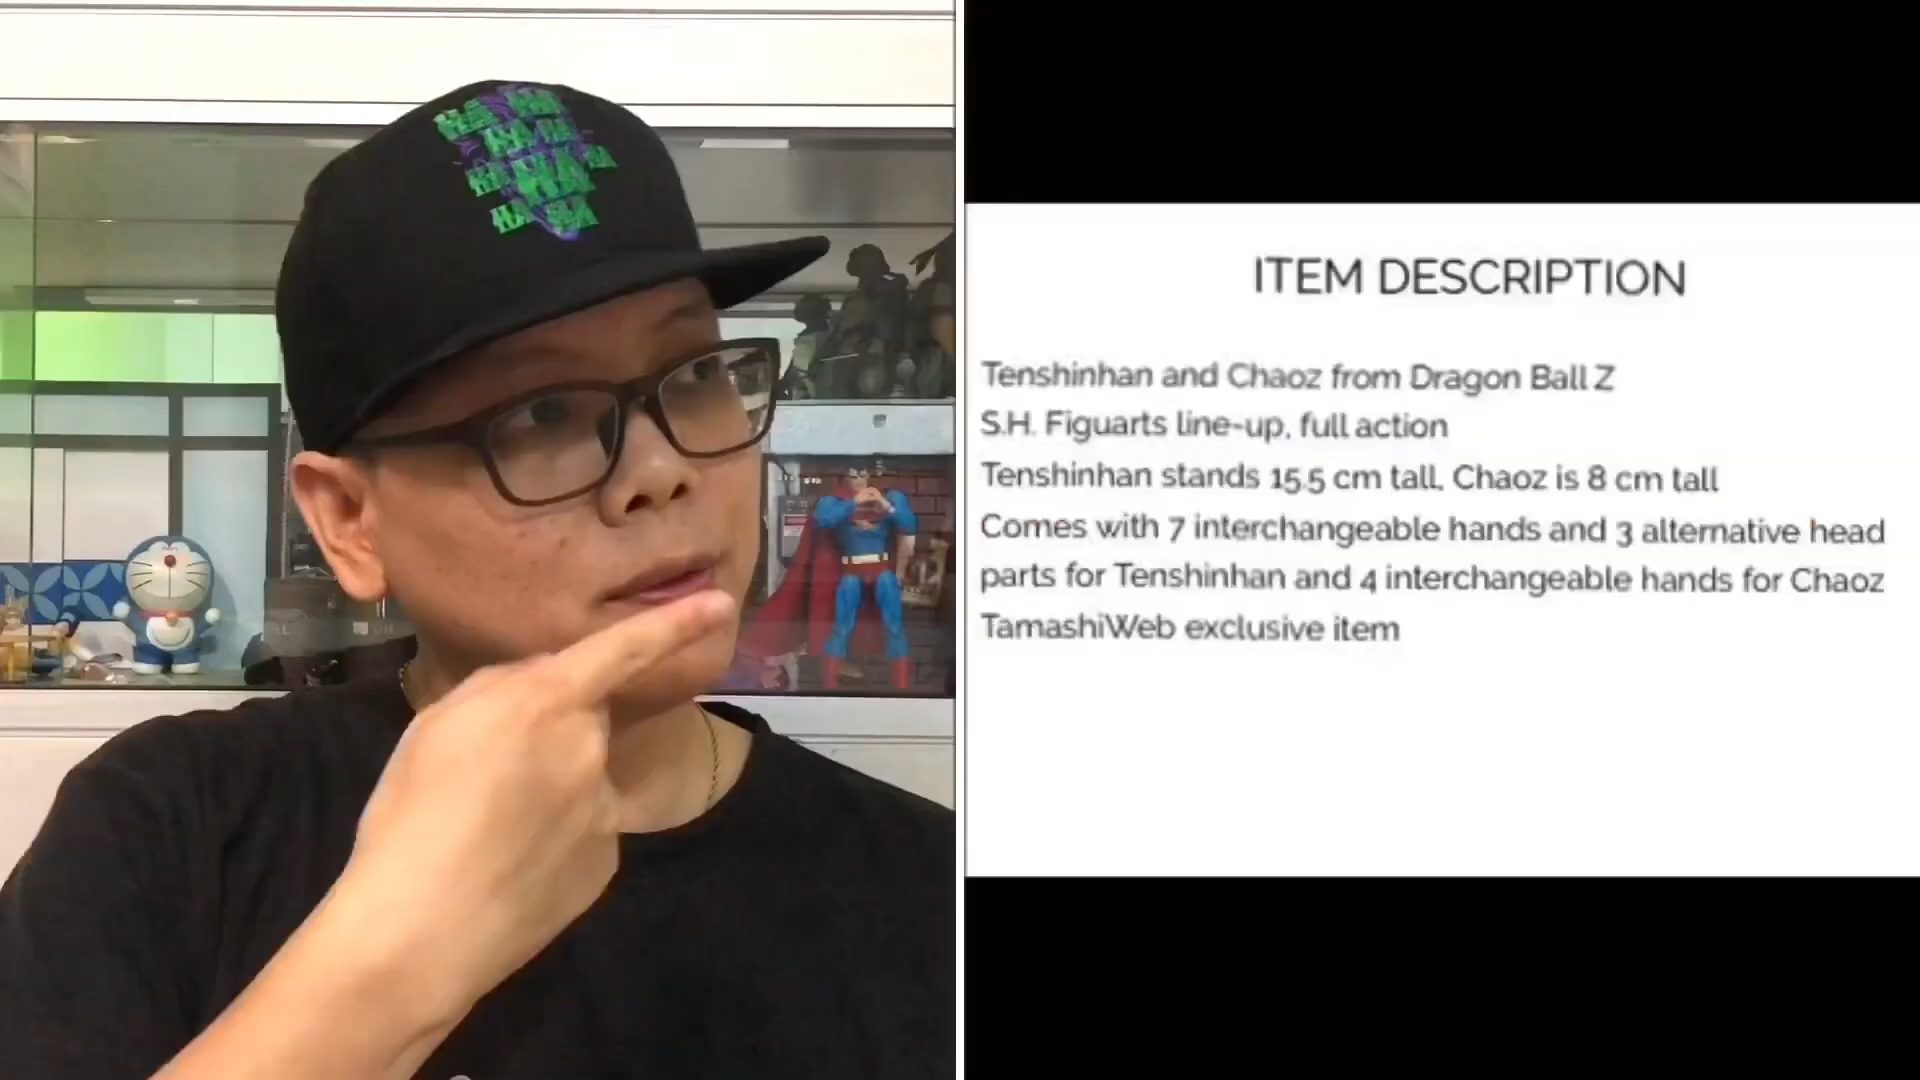 ITEM DESCRIPTION
Tenshinhan and Chaoz from Dragon Ball Z
S.H. Figuarts line-up, full action
Tenshinhan stands 15.5 cm tall, Chaoz is 8 cm tall
Comes with 7 interchangeable hands and 3 alternative head
parts for Tenshinhan and 4 interchangeable hands for Chaoz
TamashiWeb exclusive item